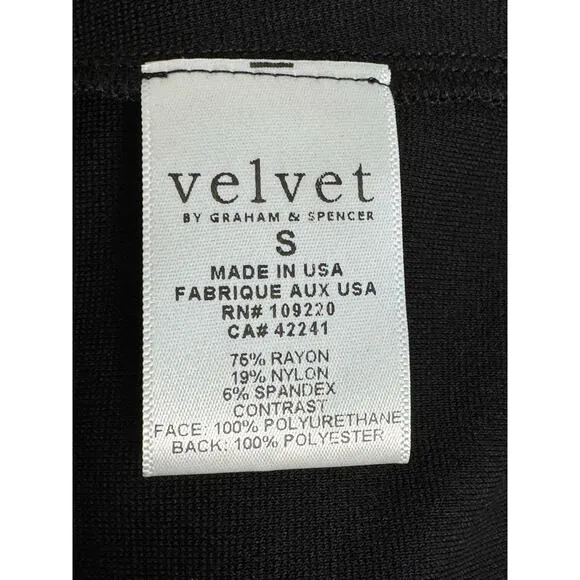 velvet
BY GRAHAM & SPENCER
S
MADE IN USA
FABRIQUE AUX USA
RN# 109220
CA# 42241
75% RAYON
19% NYLON
6% SPANDEX
CONTRAST
FACE: 100% POLYURETHANE
BACK: 100% POLYESTER